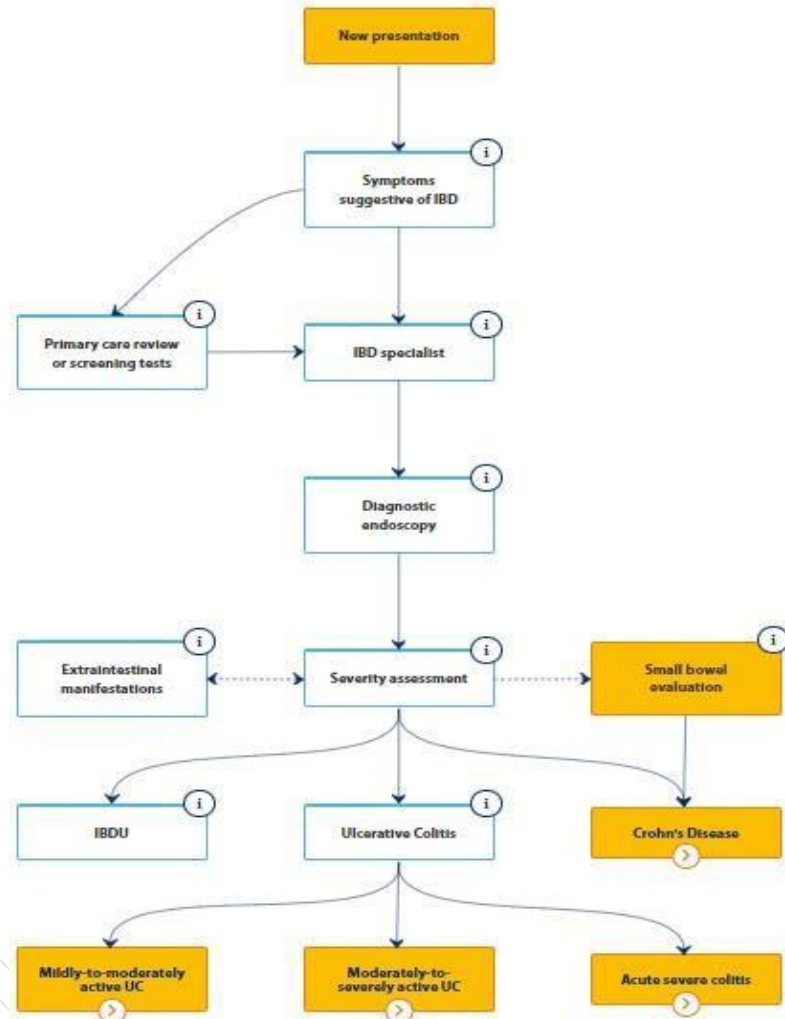 New presentation
i
Symptoms
suggestive of IBD
i
Primary care review
or screening tests
i
IBD specialist
i
Diagnostic
endoscopy
i
Extraintestinal
manifestations
i
Severity assessment
i
Small bowel
evaluation
i
IBDU
i
Ulcerative Colitis
Crohn's Disease
i
Mildly-to-moderately
active UC
Moderately-to-
severely active UC
Acute severe colitis